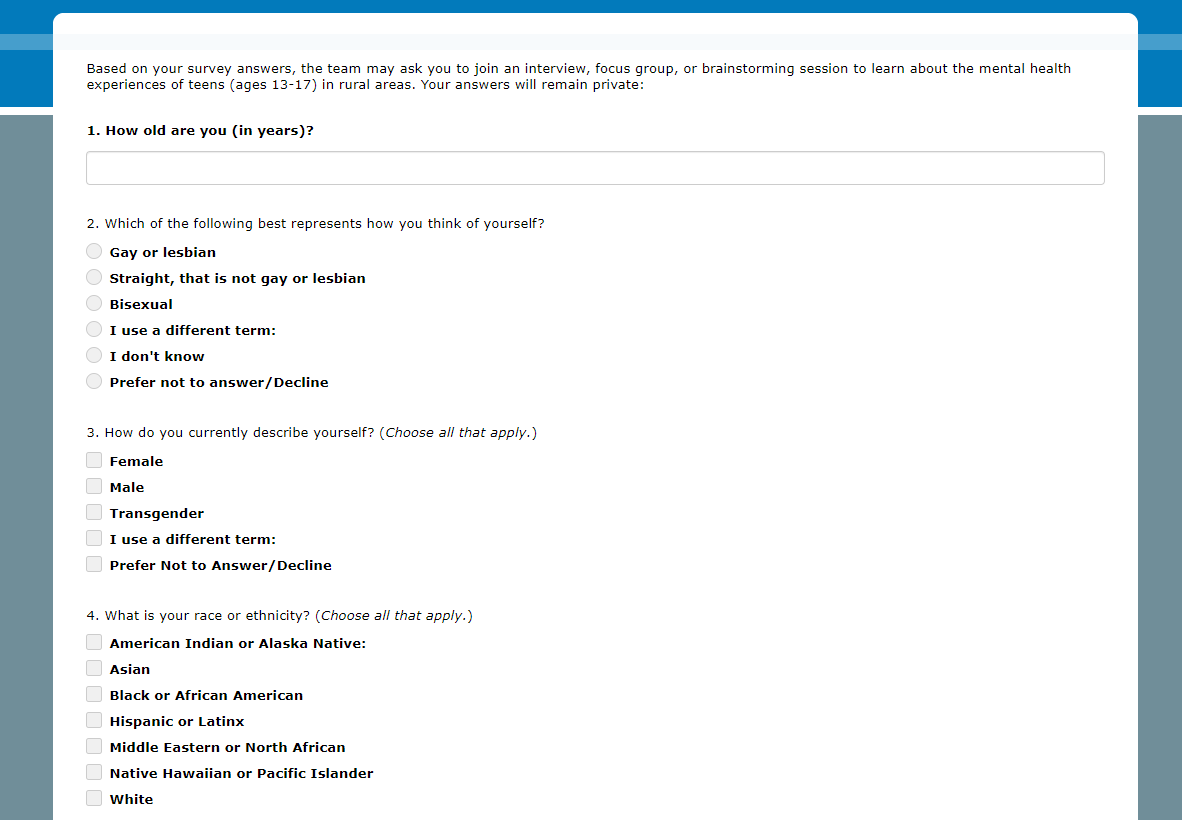 Based on your survey answers, the team may ask you to join an interview, focus group, or brainstorming session to learn about the mental health
experiences of teens (ages 13-17) in rural areas. Your answers will remain private:
1. How old are you (in years)?
2. Which of the following best represents how you think of yourself?
Gay or lesbian
Straight, that is not gay or lesbian
Bisexual
I use a different term:
I don't know
Prefer not to answer/Decline
3. How do you currently describe yourself? (Choose all that apply.)
Female
Male
Transgender
I use a different term:
Prefer Not to Answer/Decline
4. What is your race or ethnicity? (Choose all that apply.)
American Indian or Alaska Native:
Asian
Black or African American
Hispanic or Latinx
Middle Eastern or North African
Native Hawaiian or Pacific Islander
White